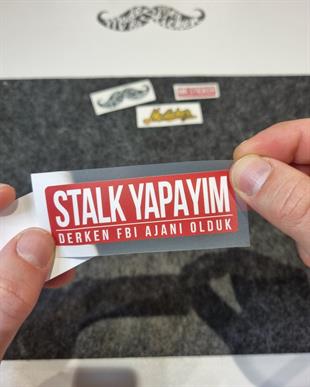 STALK YAPAYIM
DERKEN FBI AJANI OLDUK